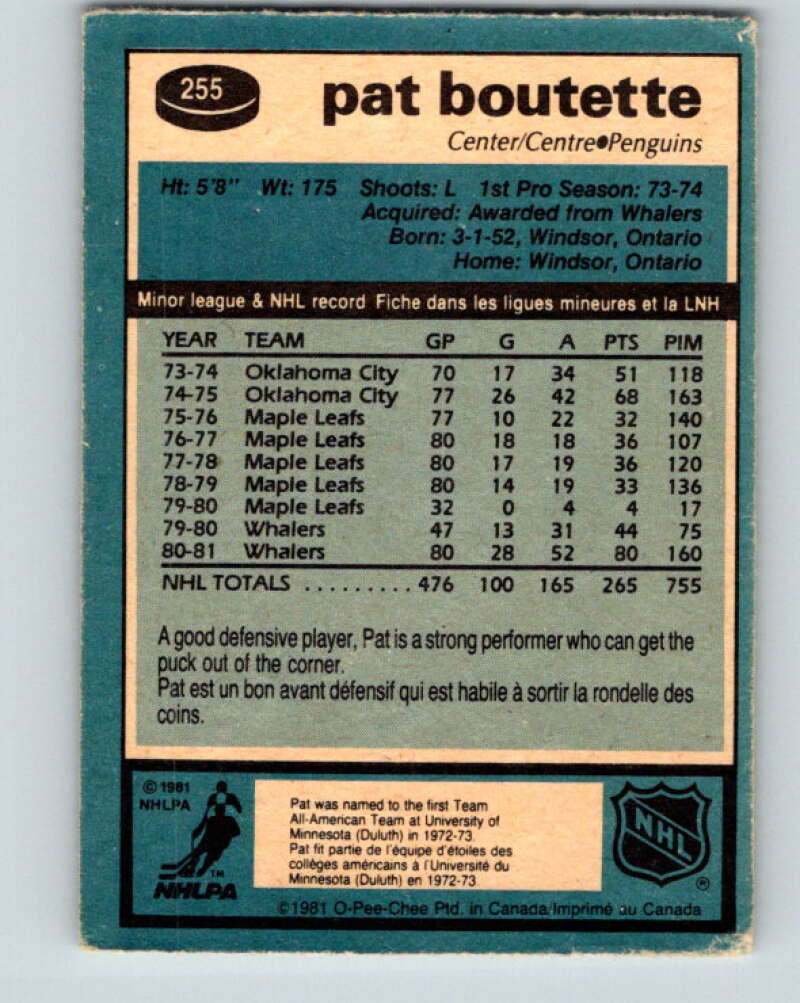 255
pat boutette
Center/Centre•Penguins
Ht: 5'8" Wt: 175 Shoots: L 1st Pro Season: 73-74
Acquired: Awarded from Whalers
Born: 3-1-52, Windsor, Ontario
Home: Windsor, Ontario
Minor league & NHL record Fiche dans les ligues mineures et la LNH
YEAR TEAM GP G A PTS PIM
73-74 Oklahoma City 70 17 34 51 118
74-75 Oklahoma City 77 26 42 68 163
75-76 Maple Leafs 77 10 22 32 140
76-77 Maple Leafs 80 18 18 36 107
77-78 Maple Leafs 80 17 19 36 120
78-79 Maple Leafs 80 14 19 33 136
79-80 Maple Leafs 32 0 4 4 17
79-80 Whalers 47 13 31 44 75
80-81 Whalers 80 28 52 80 160
NHL TOTALS ......... 476 100 165 265 755
A good defensive player, Pat is a strong performer who can get the
puck out of the corner.
Pat est un bon avant défensif qui est habile à sortir la rondelle des
coins.
© 1981
NHLPA
TM
NHLPA
Pat was named to the first Team
All-American Team at University of
Minnesota (Duluth) in 1972-73.
Pat fit partie de l'équipe d'étoiles des
collèges américains à l'Université du
Minnesota (Duluth) en 1972-73.
NHL
®
©1981 O-Pee-Chee Ptd. in Canada/Imprimé au Canada